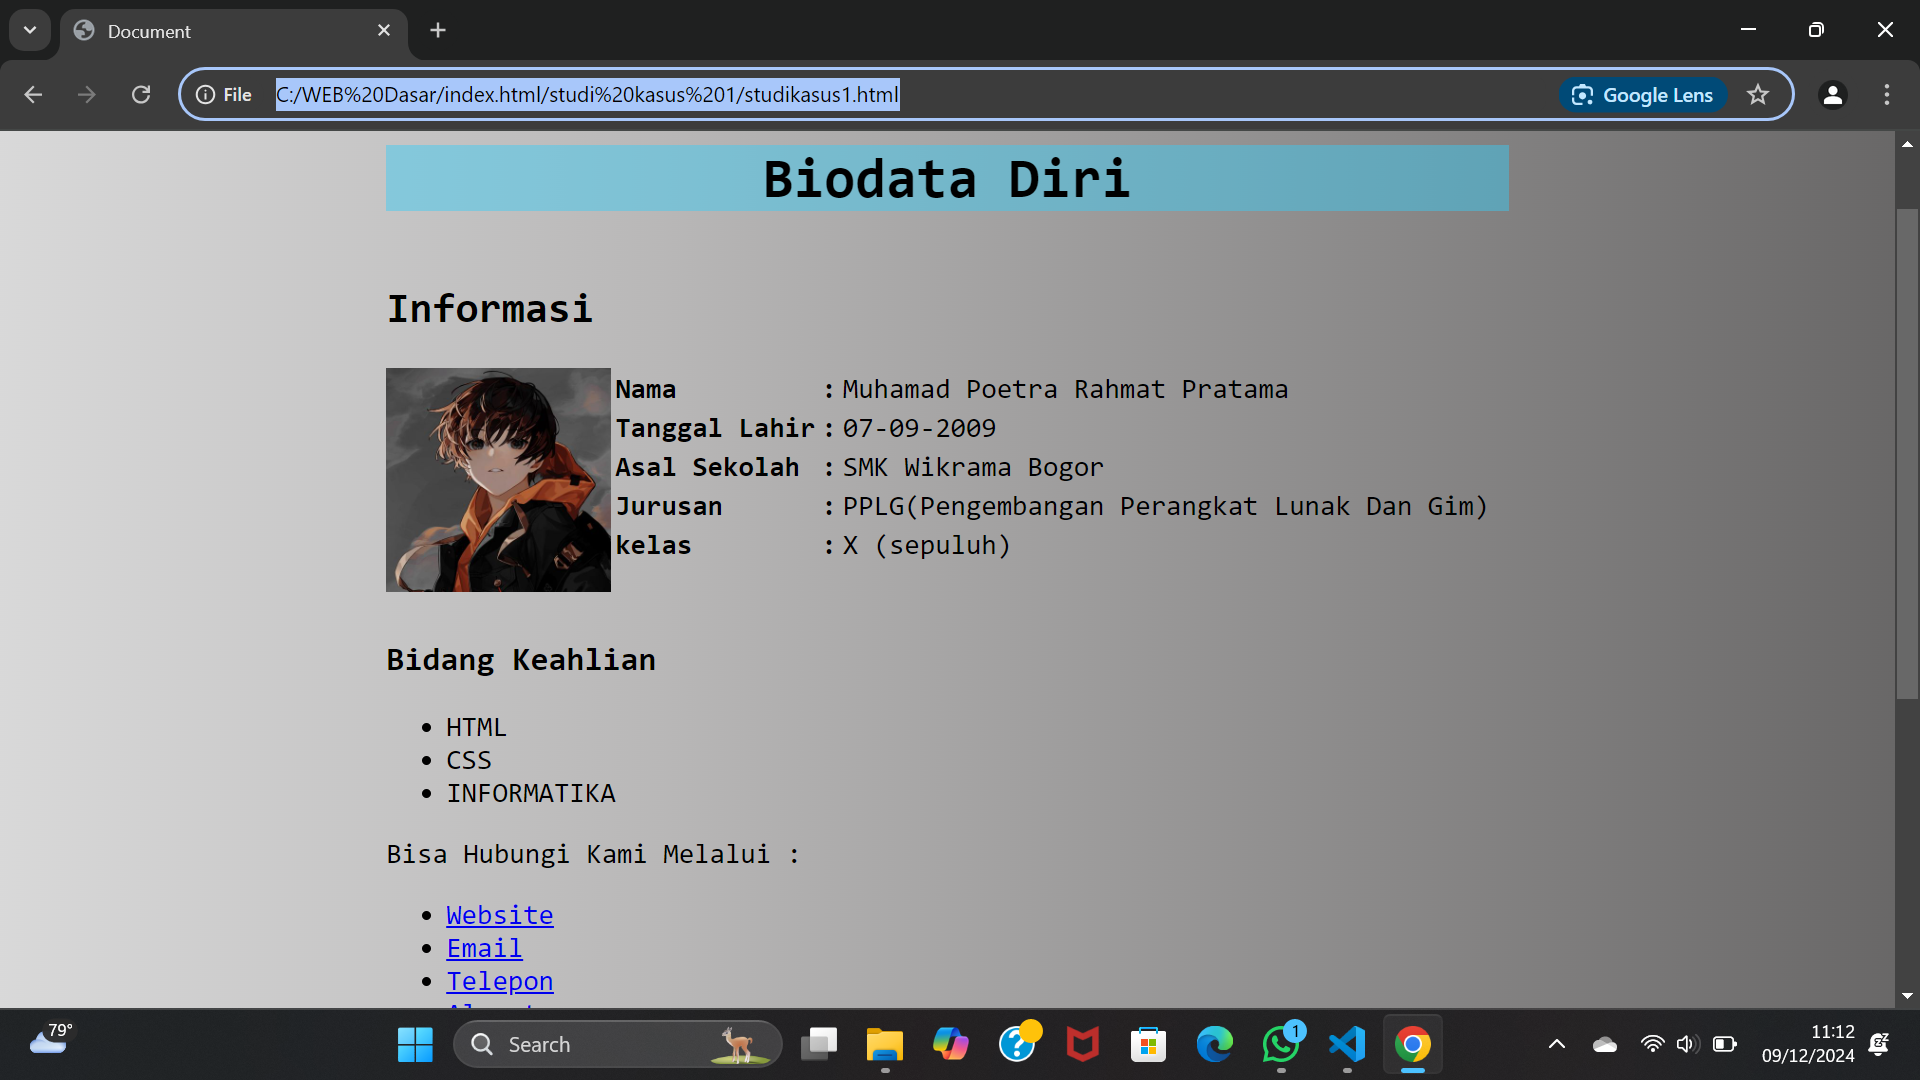 Document
File
C:/WEB%20Dasar/index.html/studi%20kasus%201/studikasus1.html
Google Lens
Biodata Diri
Informasi
Nama : Muhamad Poetra Rahmat Pratama
Tanggal Lahir : 07-09-2009
Asal Sekolah : SMK Wikrama Bogor
Jurusan : PPLG(Pengembangan Perangkat Lunak Dan Gim)
kelas : X (sepuluh)
Bidang Keahlian
• HTML
• CSS
• INFORMATIKA
Bisa Hubungi Kami Melalui :
• Website
• Email
• Telepon
79°
Search
1
11:12
09/12/2024